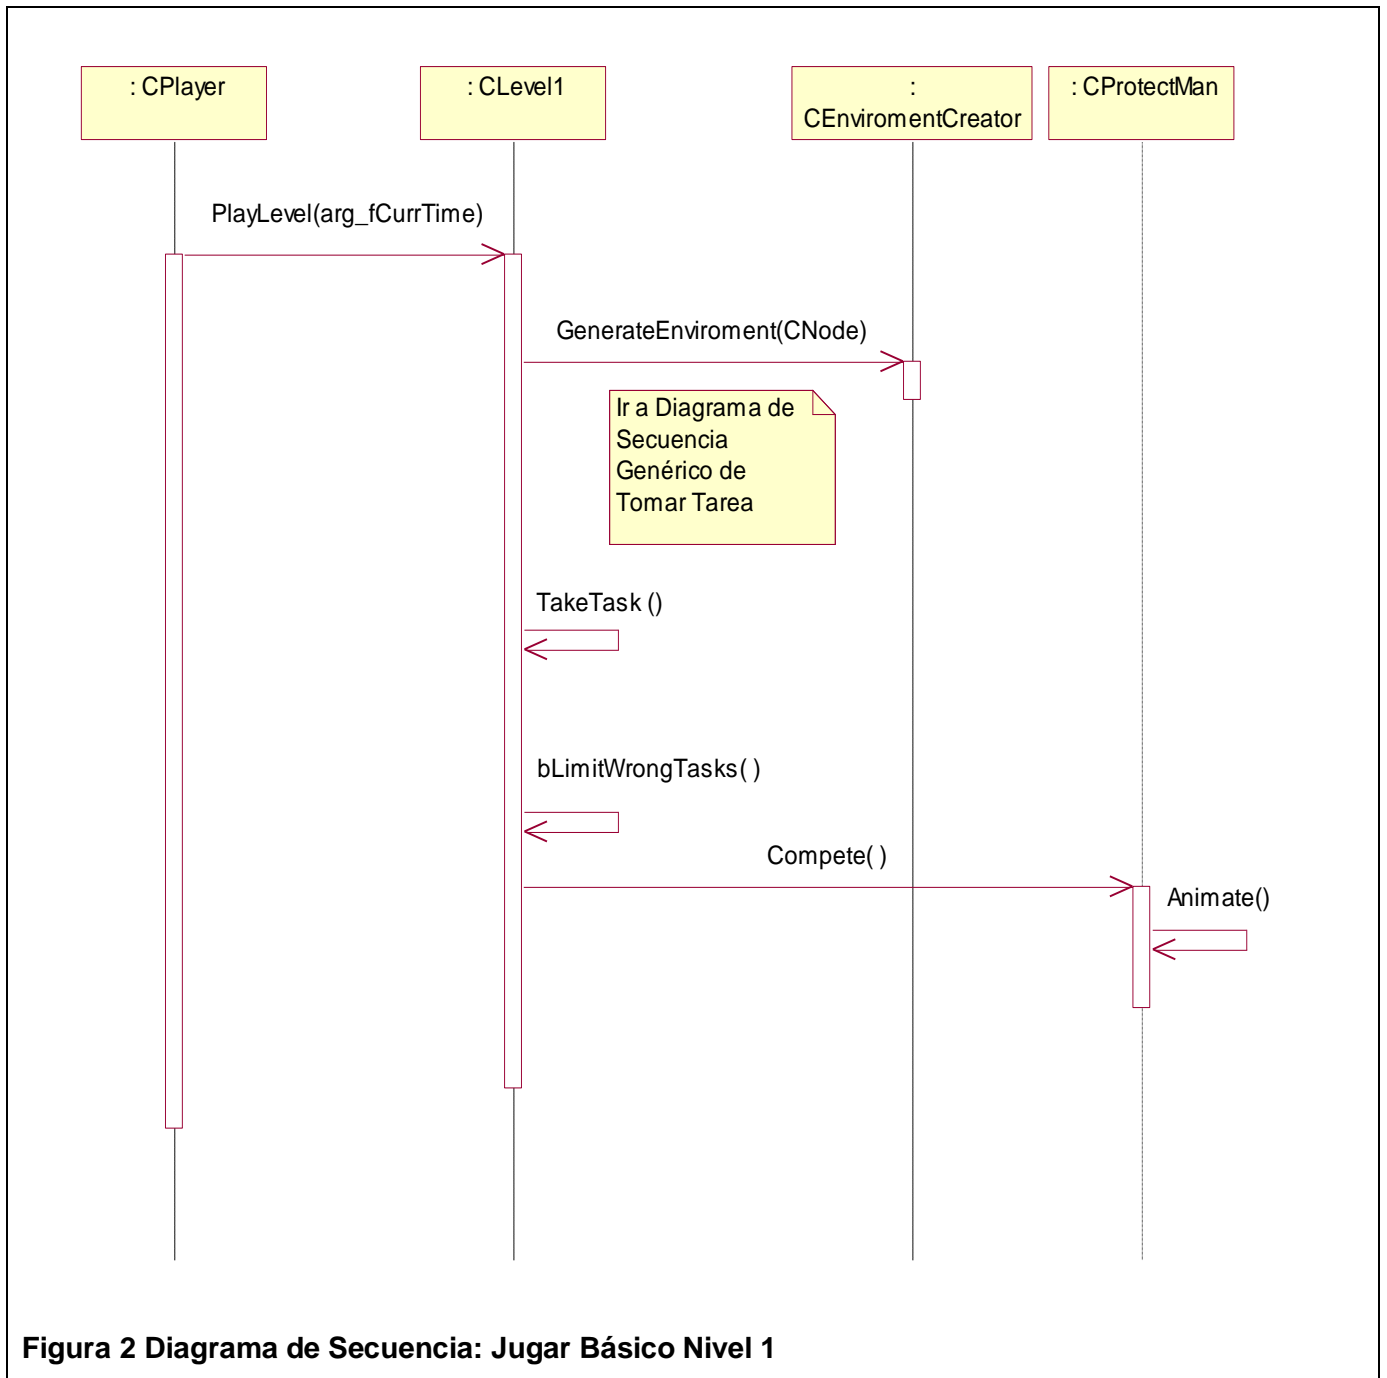 : CPlayer
: CLevel1
:
CEnviromentCreator
: CProtectMan
PlayLevel(arg_fCurrTime)
GenerateEnviroment(CNode)
Ir a Diagrama de
Secuencia
Genérico de
Tomar Tarea
TakeTask ()
bLimitWrongTasks( )
Compete( )
Animate()
Figura 2 Diagrama de Secuencia: Jugar Básico Nivel 1